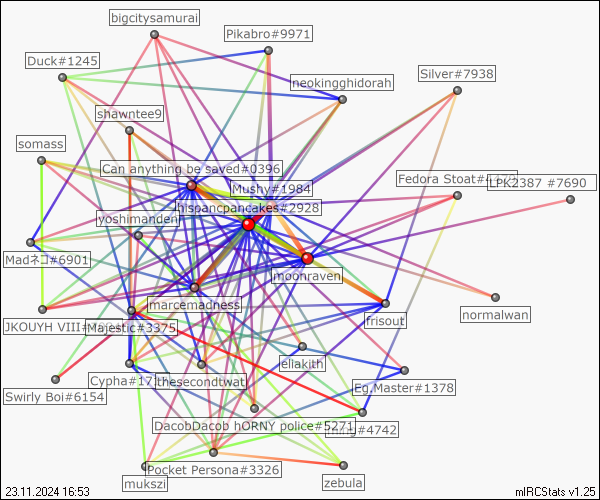 bigcitysamurai
Pikabro#9971
Duck#1245
neokingghidorah
Silver#7938
shawntee9
somass
Can anything be saved#0396
Mushy#1984
Fedora Stoat#
LPK2387 #7690
hispancpancakes#2928
yoshimanden
Madネコ#6901
moonraven
marcemadness
normalwan
JKOUYH VIII
Majestic#3375
frisout
eliakith
Cypha#17
thesecondtwat
Eg.Master#1378
Swirly Boi#6154
DacobDacob hORNY police#5271
#4742
Pocket Persona#3326
mukszi
zebula
23.11.2024 16:53
mIRCStats v1.25